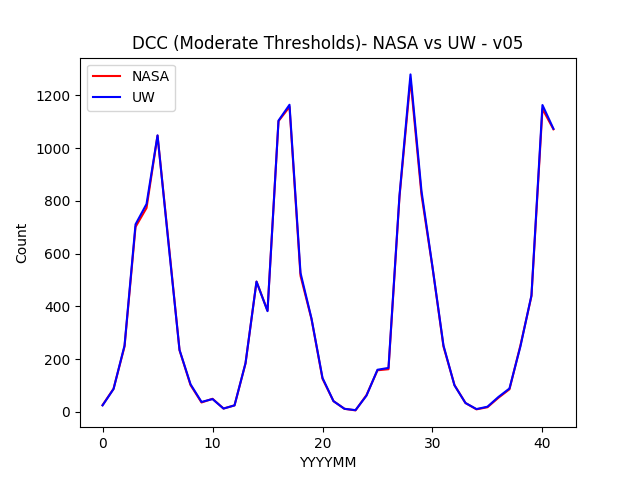 DCC (Moderate Thresholds)- NASA vs UW - v05
NASA
UW
Count
1200
1000
800
600
400
200
0
0 10 20 30 40
YYYYMM